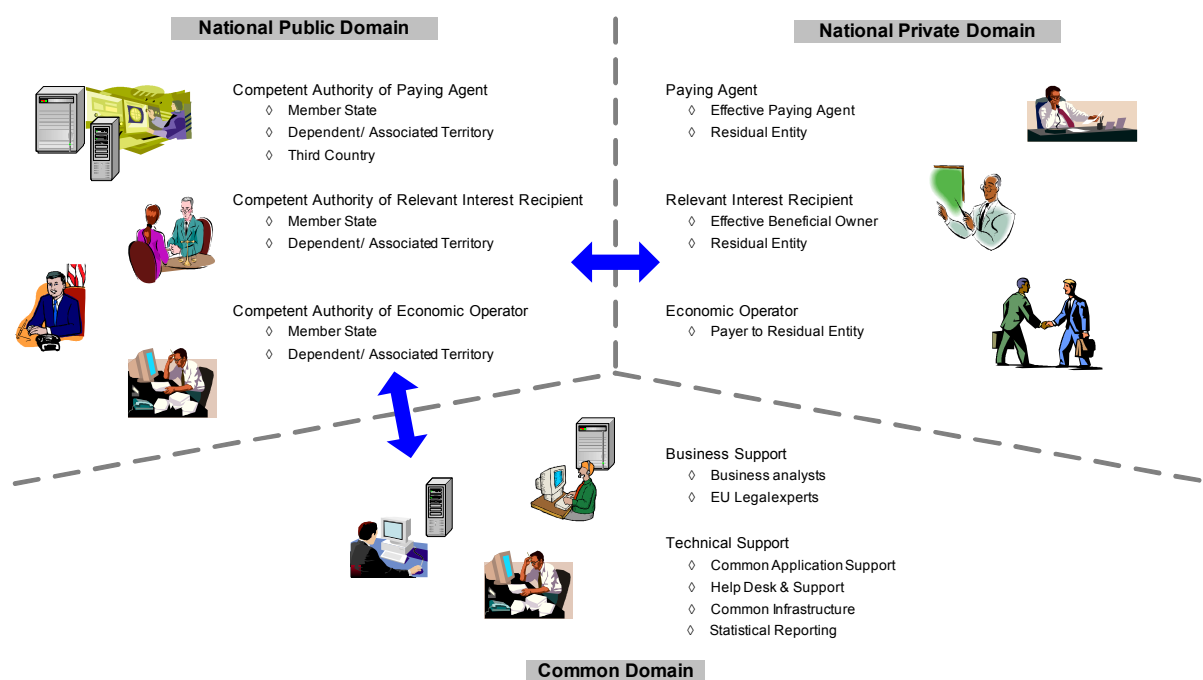 National Public Domain
Competent Authority of Paying Agent
◊ Member State
◊ Dependent/ Associated Territory
◊ Third Country
Competent Authority of Relevant Interest Recipient
◊ Member State
◊ Dependent/ Associated Territory
Competent Authority of Economic Operator
◊ Member State
◊ Dependent/ Associated Territory
National Private Domain
Paying Agent
◊ Effective Paying Agent
◊ Residual Entity
Relevant Interest Recipient
◊ Effective Beneficial Owner
◊ Residual Entity
Economic Operator
◊ Payer to Residual Entity
Business Support
◊ Business analysts
◊ EU Legalexperts
Technical Support
◊ Common Application Support
◊ Help Desk & Support
◊ Common Infrastructure
◊ Statistical Reporting
Common Domain